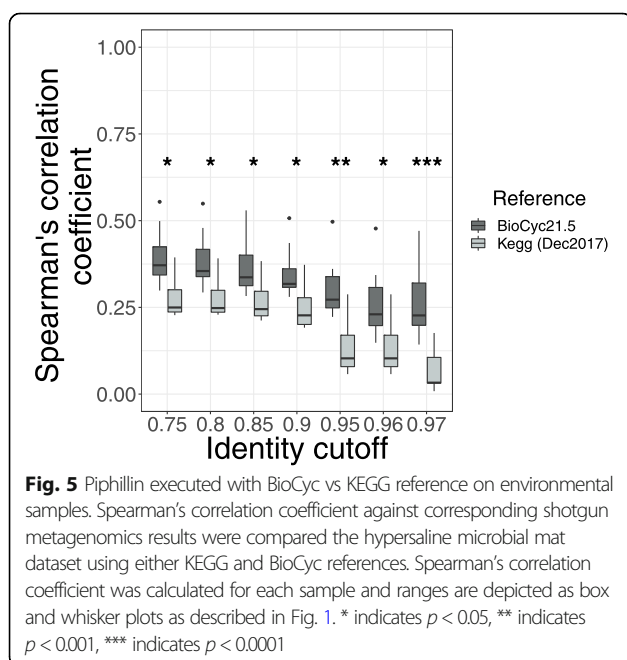 1.00
0.75
0.50
0.25
0.00
Spearman's correlation
coefficient
* * * * ** * ***
0.75 0.8 0.85 0.9 0.95 0.96 0.97
Identity cutoff
Reference
BioCyc21.5
Kegg (Dec2017)
Fig. 5 Piphillin executed with BioCyc vs KEGG reference on environmental
samples. Spearman's correlation coefficient against corresponding shotgun
metagenomics results were compared the hypersaline microbial mat
dataset using either KEGG and BioCyc references. Spearman's correlation
coefficient was calculated for each sample and ranges are depicted as box
and whisker plots as described in Fig. 1. * indicates p < 0.05, ** indicates
p < 0.001, *** indicates p < 0.0001